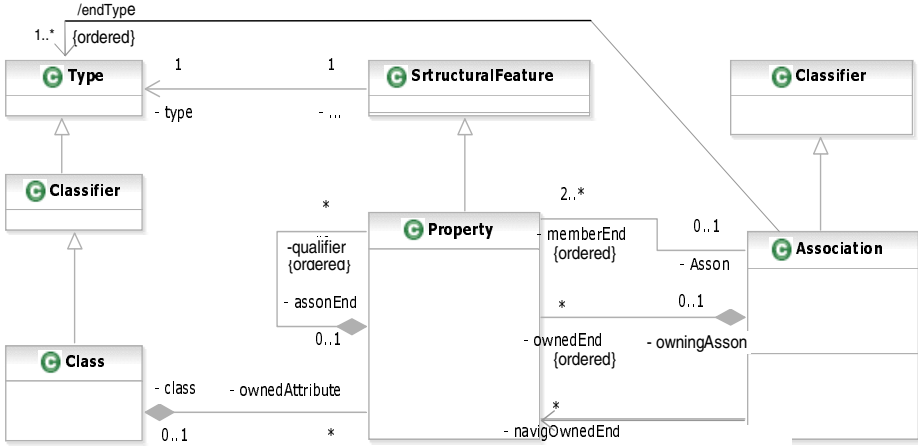 /endType
1..* {ordered}
Type
1 1
SrtructuralFeature
Classifier
- type - ...
Classifier
*
2..*
Property
- memberEnd
{ordered}
0..1
- Asson
Association
-qualifier
{ordered}
- assonEnd
0..1
* 0..1
- ownedEnd
{ordered}
- owningAsson
Class
- class - ownedAttribute
0..1 *
*
- navigOwnedEnd